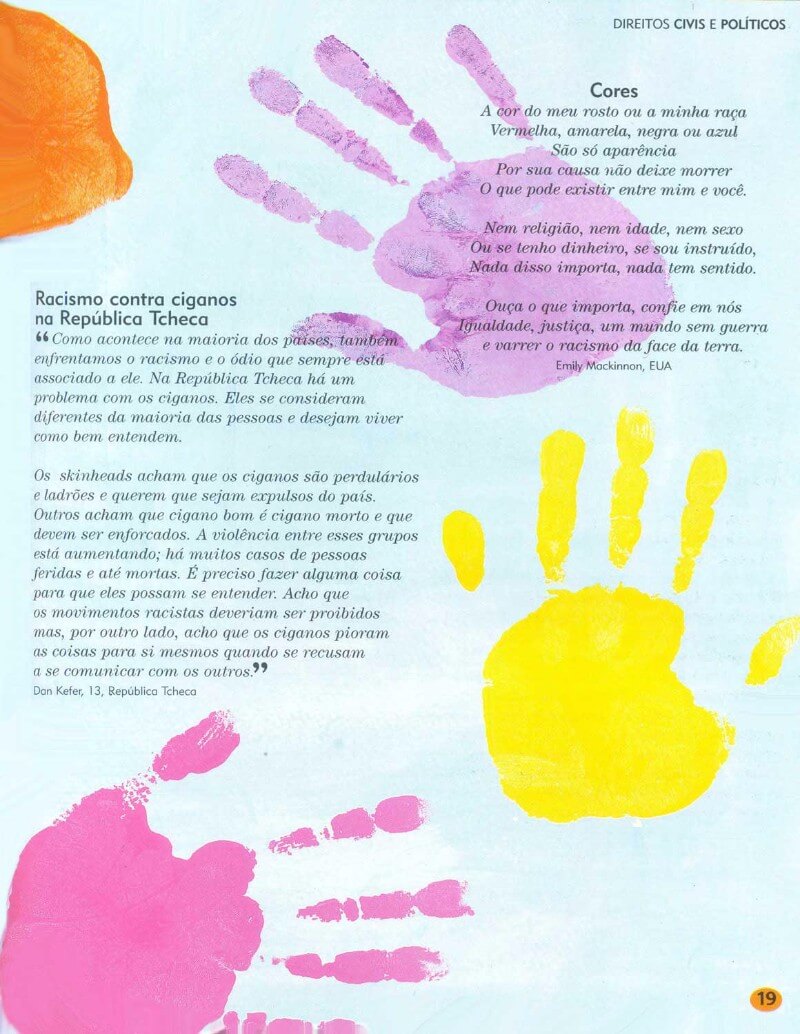 DIREITOS CIVIS E POLÍTICOS
Cores
A cor do meu rosto ou a minha raça
Vermelha, amarela, negra ou azul
São só aparência
Por sua causa não deixe morrer
O que pode existir entre mim e você.
Nem religião, nem idade, nem sexo
Ou se tenho dinheiro, se sou instruído,
Nada disso importa, nada tem sentido.
Ouça o que importa, confie em nós
Igualdade, justiça, um mundo sem guerra
e varrer o racismo da face da terra.
Emily Mackinnon, EUA
Racismo contra ciganos
na República Tcheca
“Como acontece na maioria dos países, também
enfrentamos o racismo e o ódio que sempre está
associado a ele. Na República Tcheca há um
problema com os ciganos. Eles se consideram
diferentes da maioria das pessoas e desejam viver
como bem entendem.
Os skinheads acham que os ciganos são perdulários
e ladrões e querem que sejam expulsos do país.
Outros acham que cigano bom é cigano morto e que
devem ser enforcados. A violência entre esses grupos
está aumentando; há muitos casos de pessoas
feridas e até mortas. É preciso fazer alguma coisa
para que eles possam se entender. Acho que
os movimentos racistas deveriam ser proibidos
mas, por outro lado, acho que os ciganos pioram
as coisas para si mesmos quando se recusam
a se comunicar com os outros.”
Dan Kefer, 13, República Tcheca
19